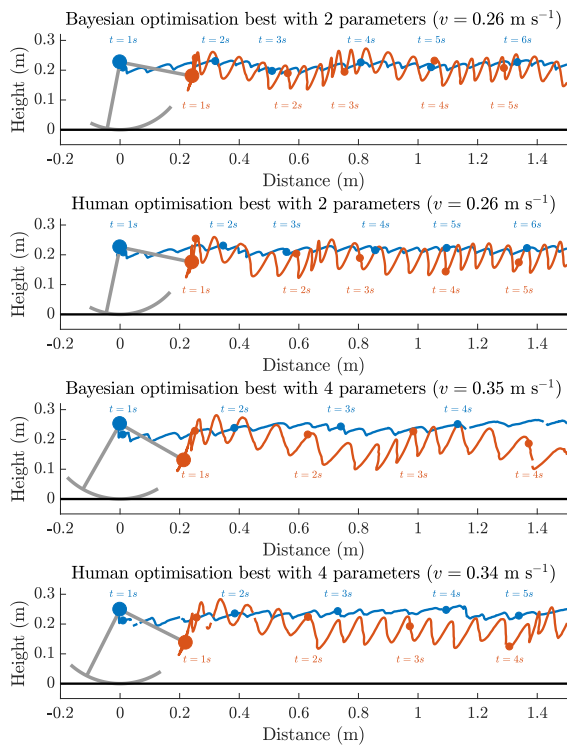 Bayesian optimisation best with 2 parameters (v = 0.26 m s⁻¹)
0.3
t = 1s t = 2s t = 3s t = 4s t = 5s t = 6s
0.2
Height (m)
0.1
t = 1s t = 2s t = 3s t = 4s t = 5s
0
-0.2 0 0.2 0.4 0.6 0.8 1 1.2 1.4
Distance (m)
Human optimisation best with 2 parameters (v = 0.26 m s⁻¹)
0.3
t = 1s t = 2s t = 3s t = 4s t = 5s t = 6s
0.2
Height (m)
0.1
t = 1s t = 2s t = 3s t = 4s t = 5s
0
-0.2 0 0.2 0.4 0.6 0.8 1 1.2 1.4
Distance (m)
Bayesian optimisation best with 4 parameters (v = 0.35 m s⁻¹)
0.3
t = 1s t = 2s t = 3s t = 4s
0.2
Height (m)
0.1
t = 1s t = 2s t = 3s t = 4s
0
-0.2 0 0.2 0.4 0.6 0.8 1 1.2 1.4
Distance (m)
Human optimisation best with 4 parameters (v = 0.34 m s⁻¹)
0.3
t = 1s t = 2s t = 3s t = 4s t = 5s
0.2
Height (m)
0.1
t = 1s t = 2s t = 3s t = 4s
0
-0.2 0 0.2 0.4 0.6 0.8 1 1.2 1.4
Distance (m)